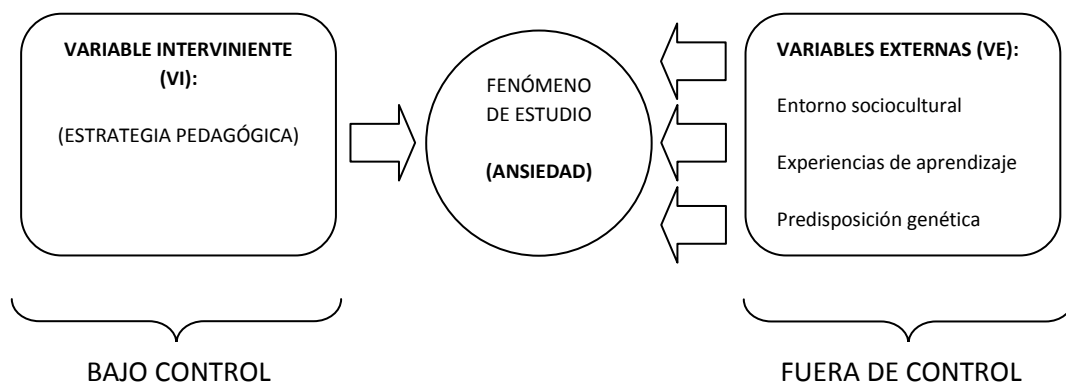 VARIABLE INTERVINIENTE
(VI):
(ESTRATEGIA PEDAGÓGICA)
FENÓMENO
DE ESTUDIO
(ANSIEDAD)
VARIABLES EXTERNAS (VE):
Entorno sociocultural
Experiencias de aprendizaje
Predisposición genética
BAJO CONTROL
FUERA DE CONTROL